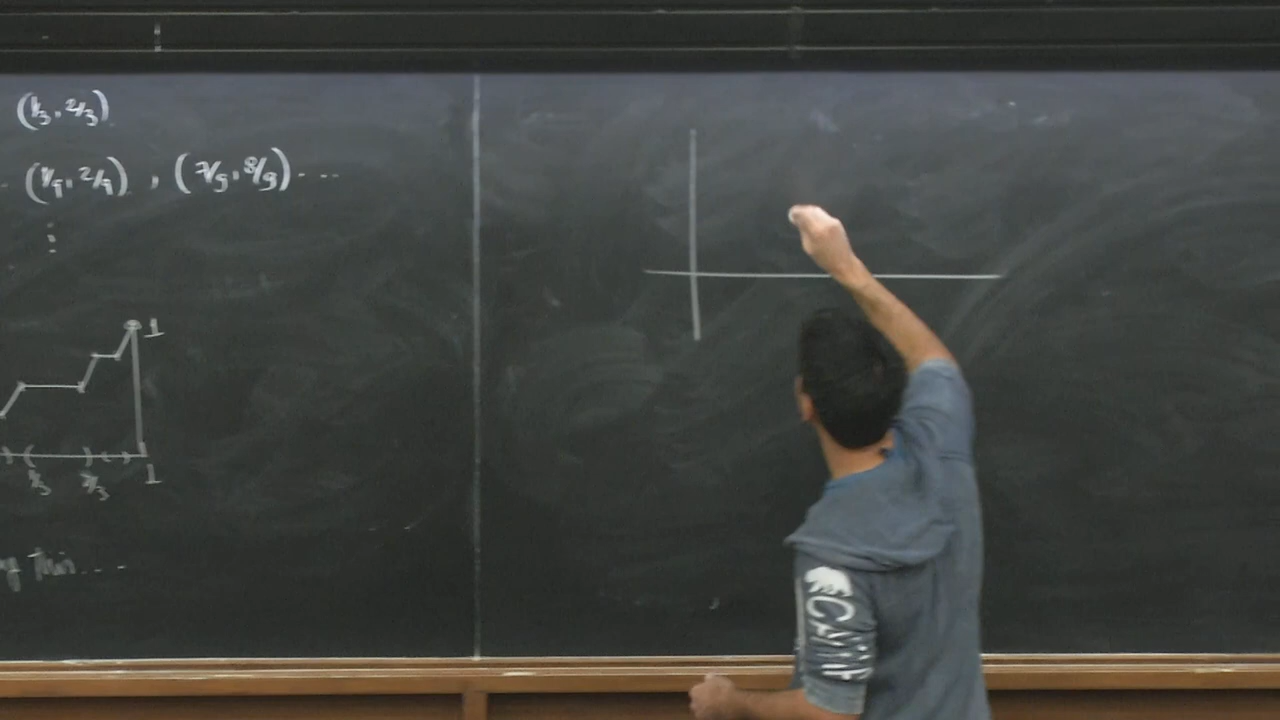 (1/3, 2/3)
(1/9, 2/9), (7/9, 8/9) ....
⋮
1
1/3 2/3 1